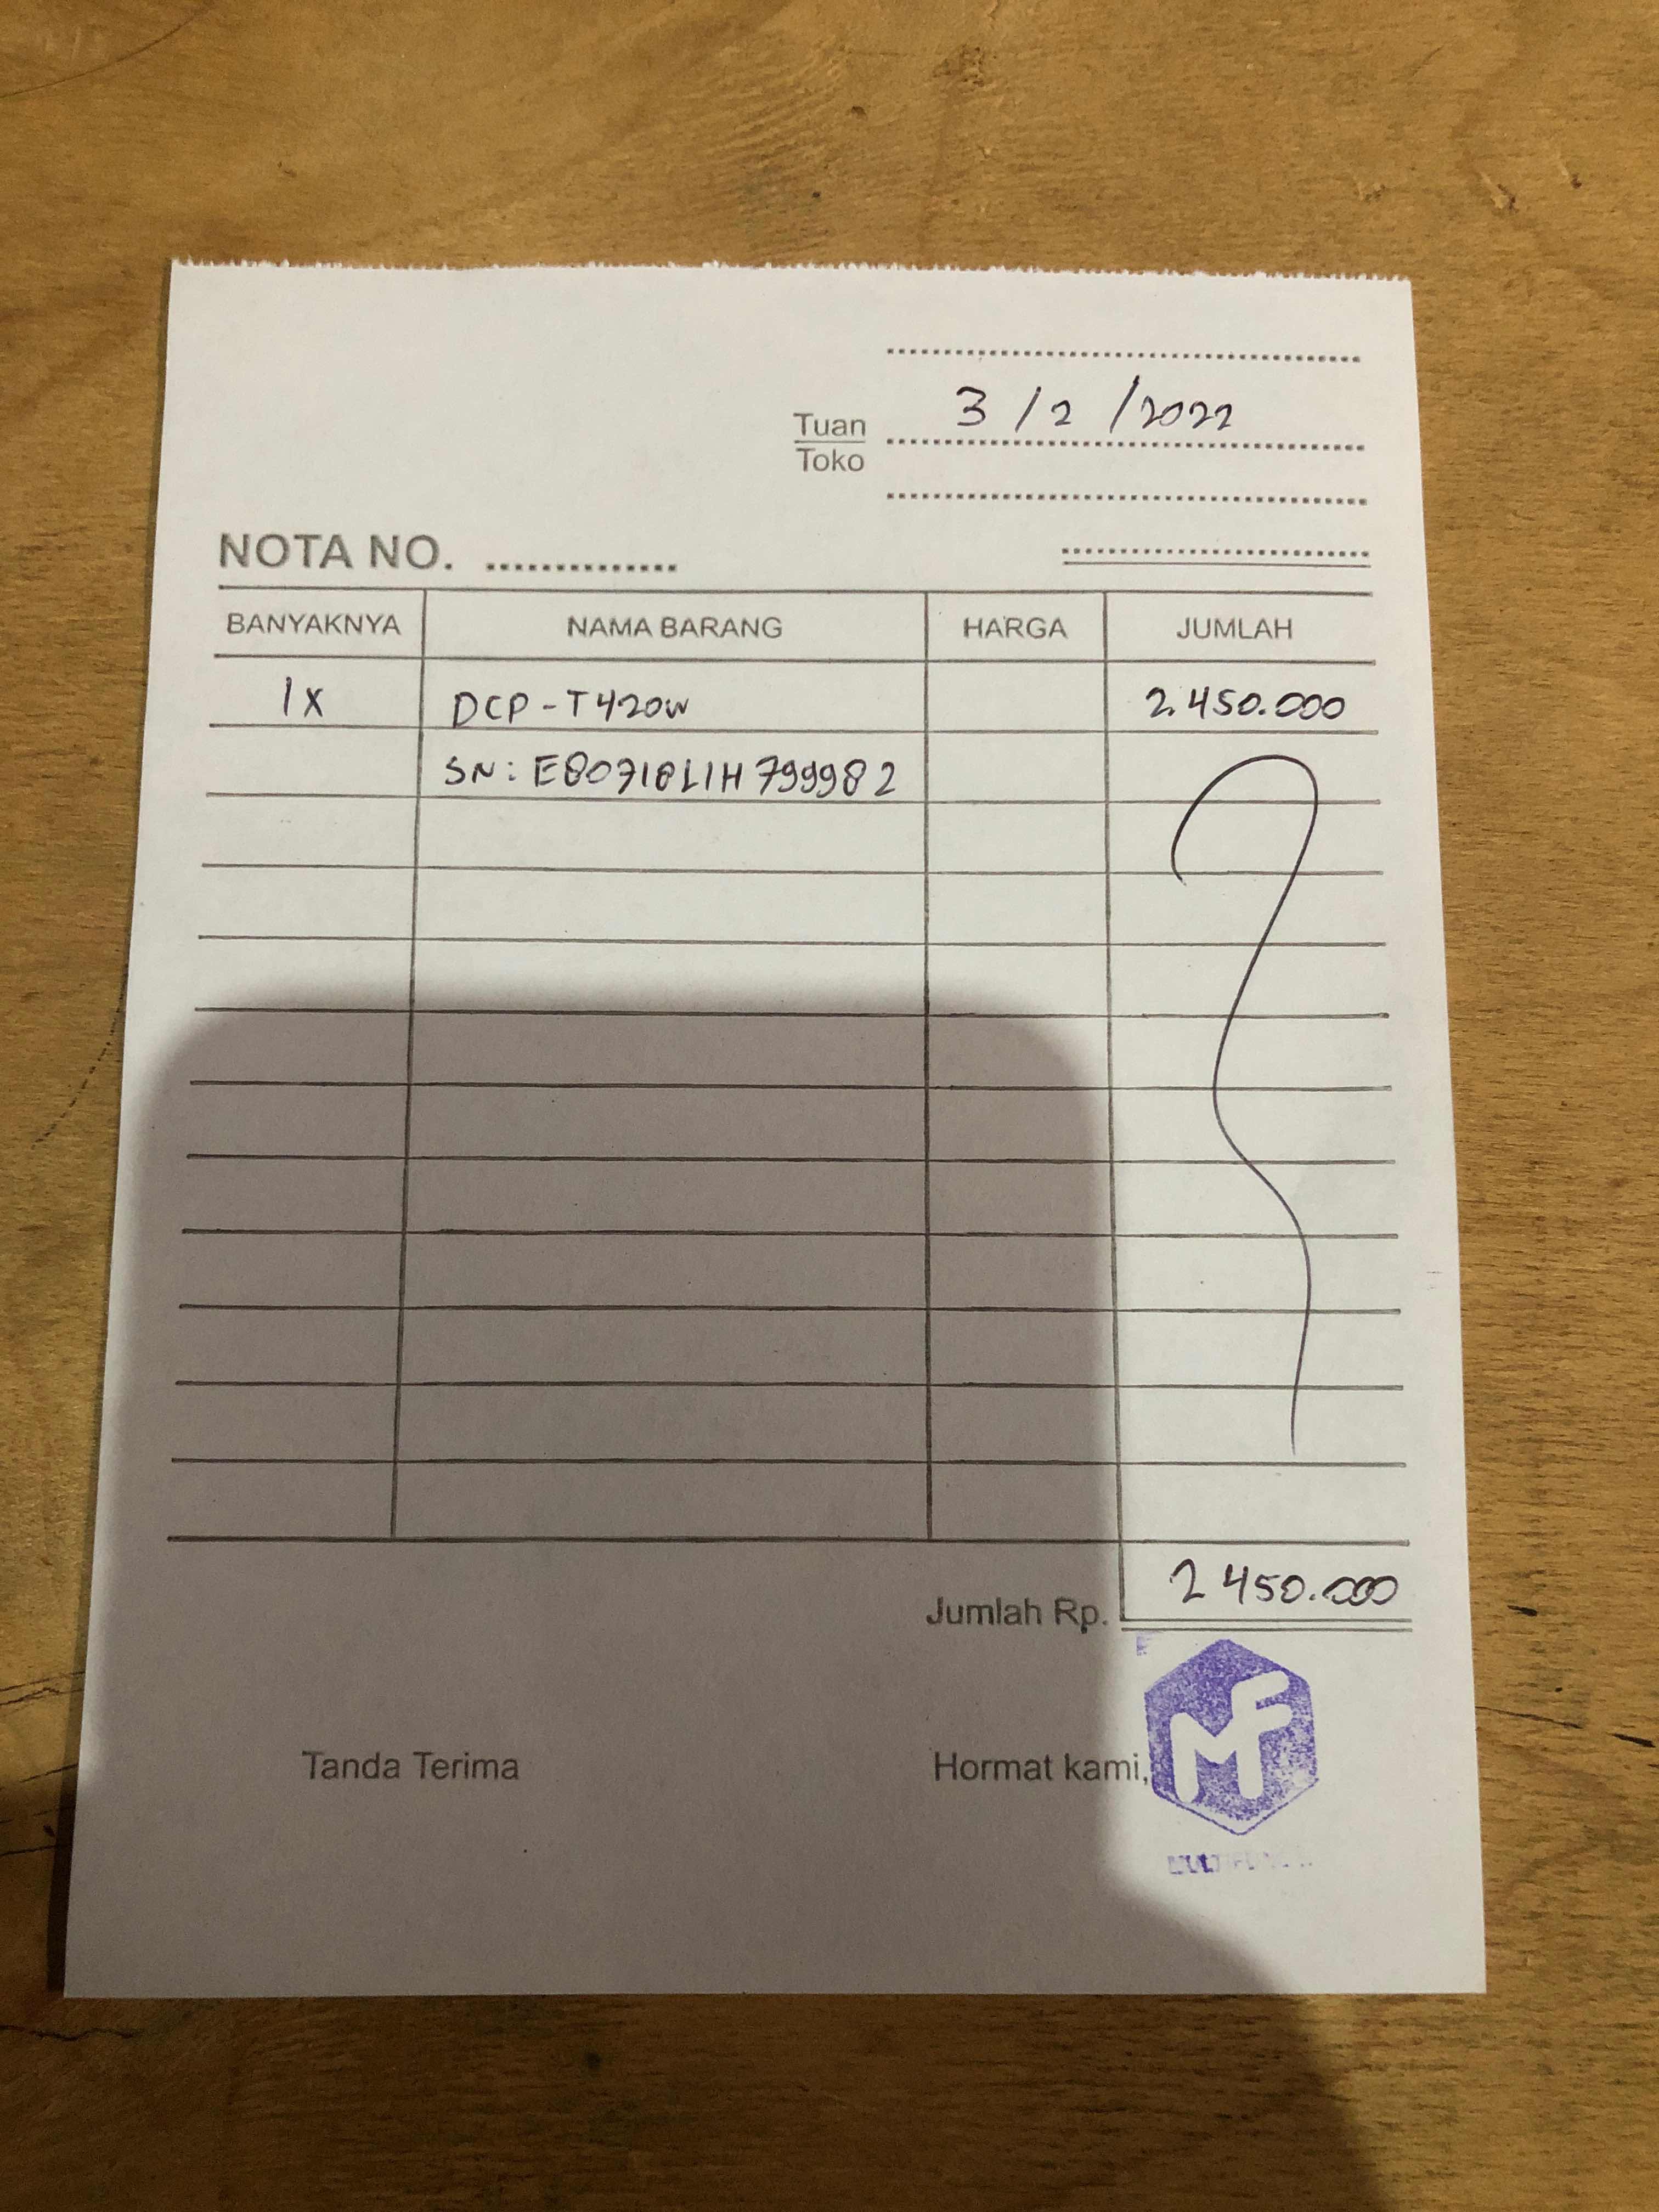 3/2/2022
Tuan
Toko
NOTA NO. ..............
BANYAKNYA NAMA BARANG HARGA JUMLAH
1X DCP-T420W 2.450.000
SN: E80718L1H799982
Jumlah Rp. 2 450.000
Tanda Terima Hormat kami,
MF